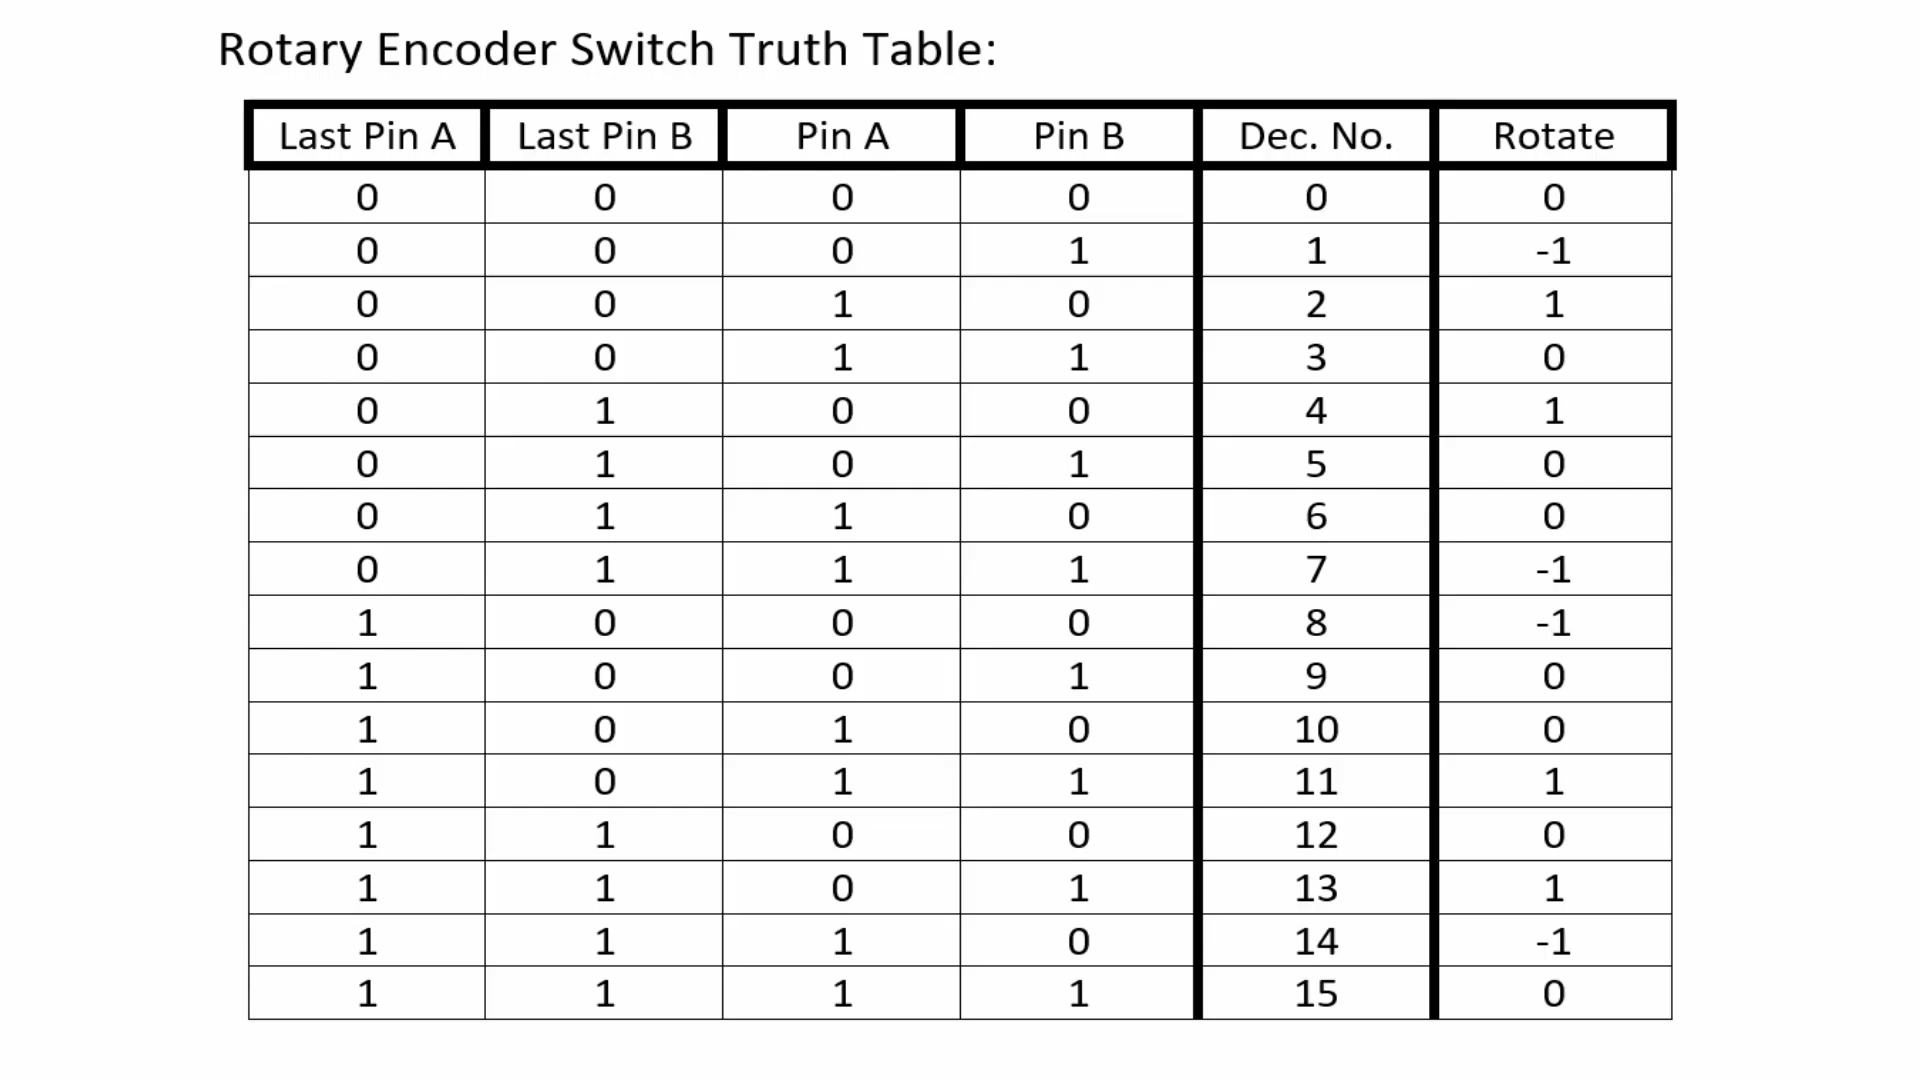 Rotary Encoder Switch Truth Table:
Last Pin A Last Pin B Pin A Pin B Dec. No. Rotate
0 0 0 0 0 0
0 0 0 1 1 -1
0 0 1 0 2 1
0 0 1 1 3 0
0 1 0 0 4 1
0 1 0 1 5 0
0 1 1 0 6 0
0 1 1 1 7 -1
1 0 0 0 8 -1
1 0 0 1 9 0
1 0 1 0 10 0
1 0 1 1 11 1
1 1 0 0 12 0
1 1 0 1 13 1
1 1 1 0 14 -1
1 1 1 1 15 0